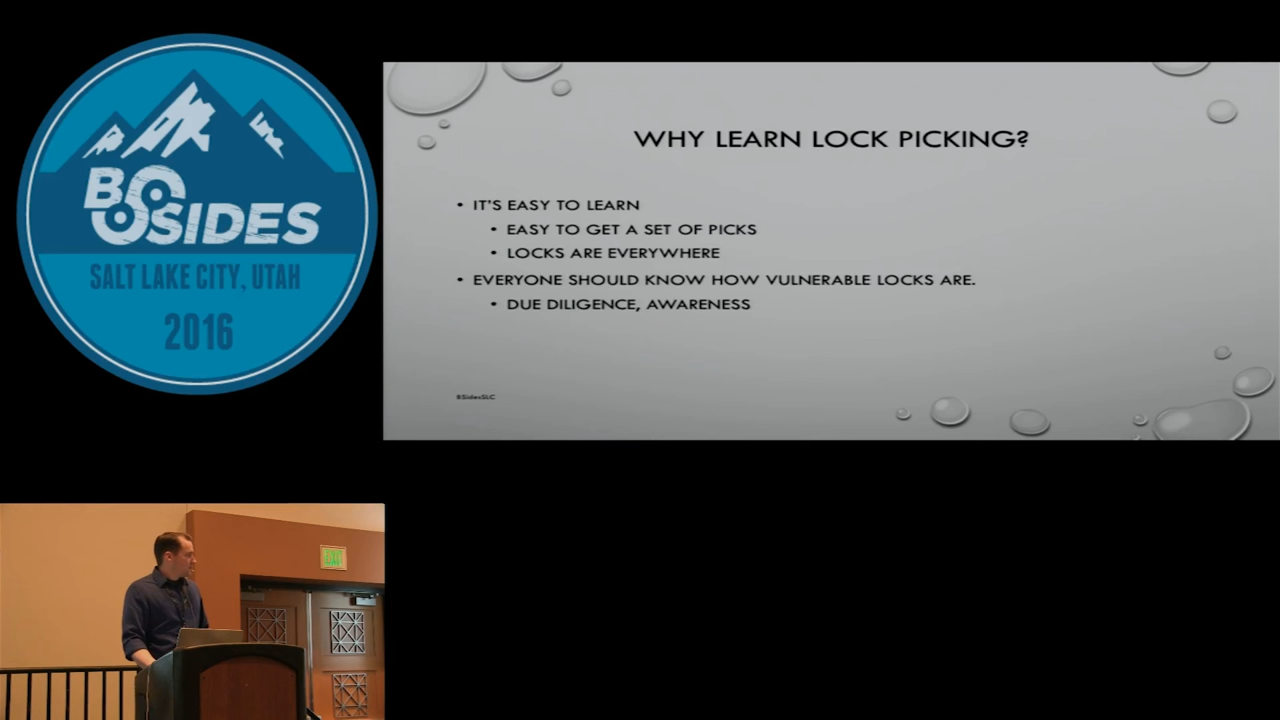 BSIDES
SALT LAKE CITY, UTAH
2016
WHY LEARN LOCK PICKING?
• IT'S EASY TO LEARN
• EASY TO GET A SET OF PICKS
• LOCKS ARE EVERYWHERE
• EVERYONE SHOULD KNOW HOW VULNERABLE LOCKS ARE.
• DUE DILIGENCE, AWARENESS
BSidesSLC
EXIT